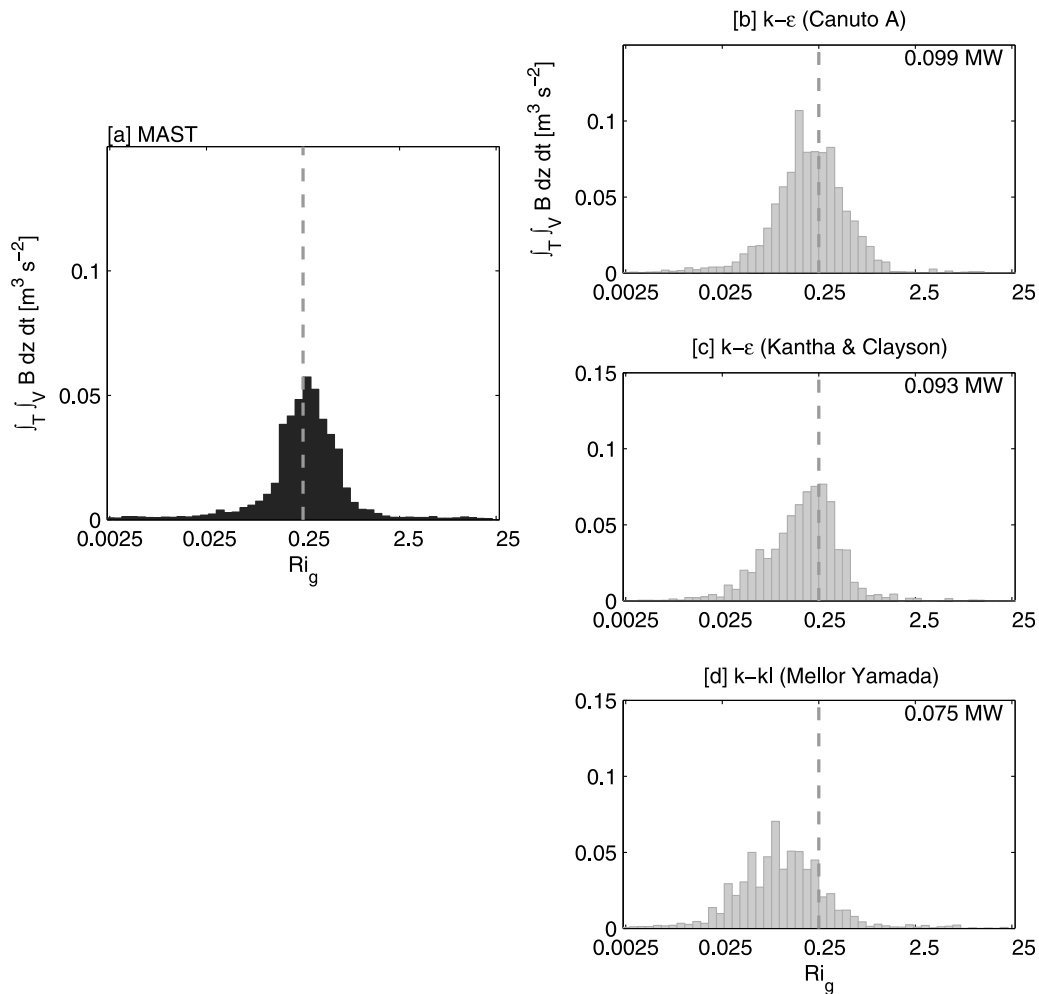 [a] MAST
∫T ∫V B dz dt [m3 s−2]
0.1
0.05
0
0.0025 0.025 0.25 2.5 25
Rig
[b] k−ε (Canuto A)
0.099 MW
∫T ∫V B dz dt [m3 s−2]
0.1
0.05
0
0.0025 0.025 0.25 2.5 25
[c] k−ε (Kantha & Clayson)
0.15
0.093 MW
0.1
0.05
0
0.0025 0.025 0.25 2.5 25
[d] k−kl (Mellor Yamada)
0.15
0.075 MW
0.1
0.05
0
0.0025 0.025 0.25 2.5 25
Rig